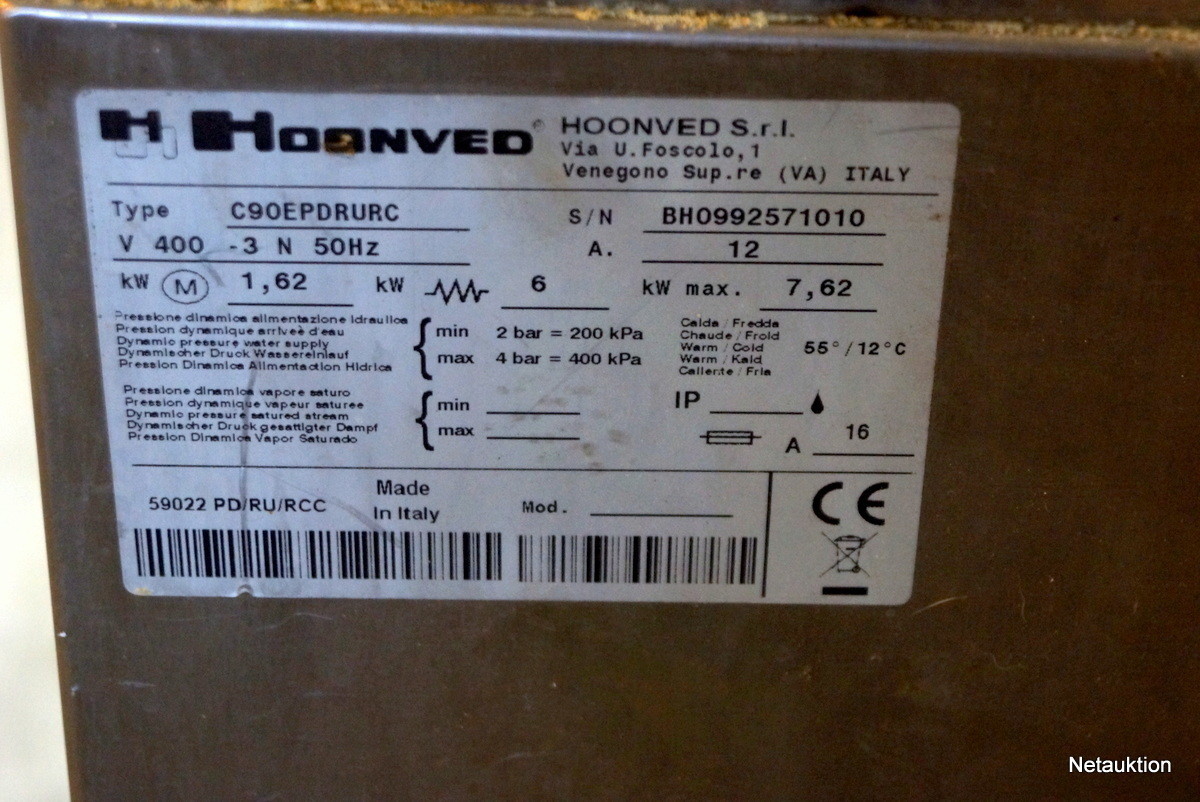 HOONVED® HOONVED S.r.l.
Via U.Foscolo,1
Venegono Sup.re (VA) ITALY
Type C90EPDRURC S/N BH0992571010
V 400 -3 N 50Hz A. 12
kW M 1,62 kW 6 kW max. 7,62
Pressione dinamica alimentazione idraulica
Pression dynamique arriveè d'eau
Dynamic pressure water supply
Dynamischer Druck Wassereinlauf
Pression Dinamica Alimentaction Hidrica
min 2 bar = 200 kPa
max 4 bar = 400 kPa
Calda / Fredda
Chaude / Froid
Warm / Cold
Warm / Kald
Caliente / Fria
55°/12°C
Pressione dinamica vapore saturo
Pression dynamique vapeur saturee
Dynamic pressure satured stream
Dynamischer Druck gesattigter Dampf
Pression Dinamica Vapor Saturado
min
max
IP
A 16
59022 PD/RU/RCC
Made
In Italy
Mod.
CE
Netauktion